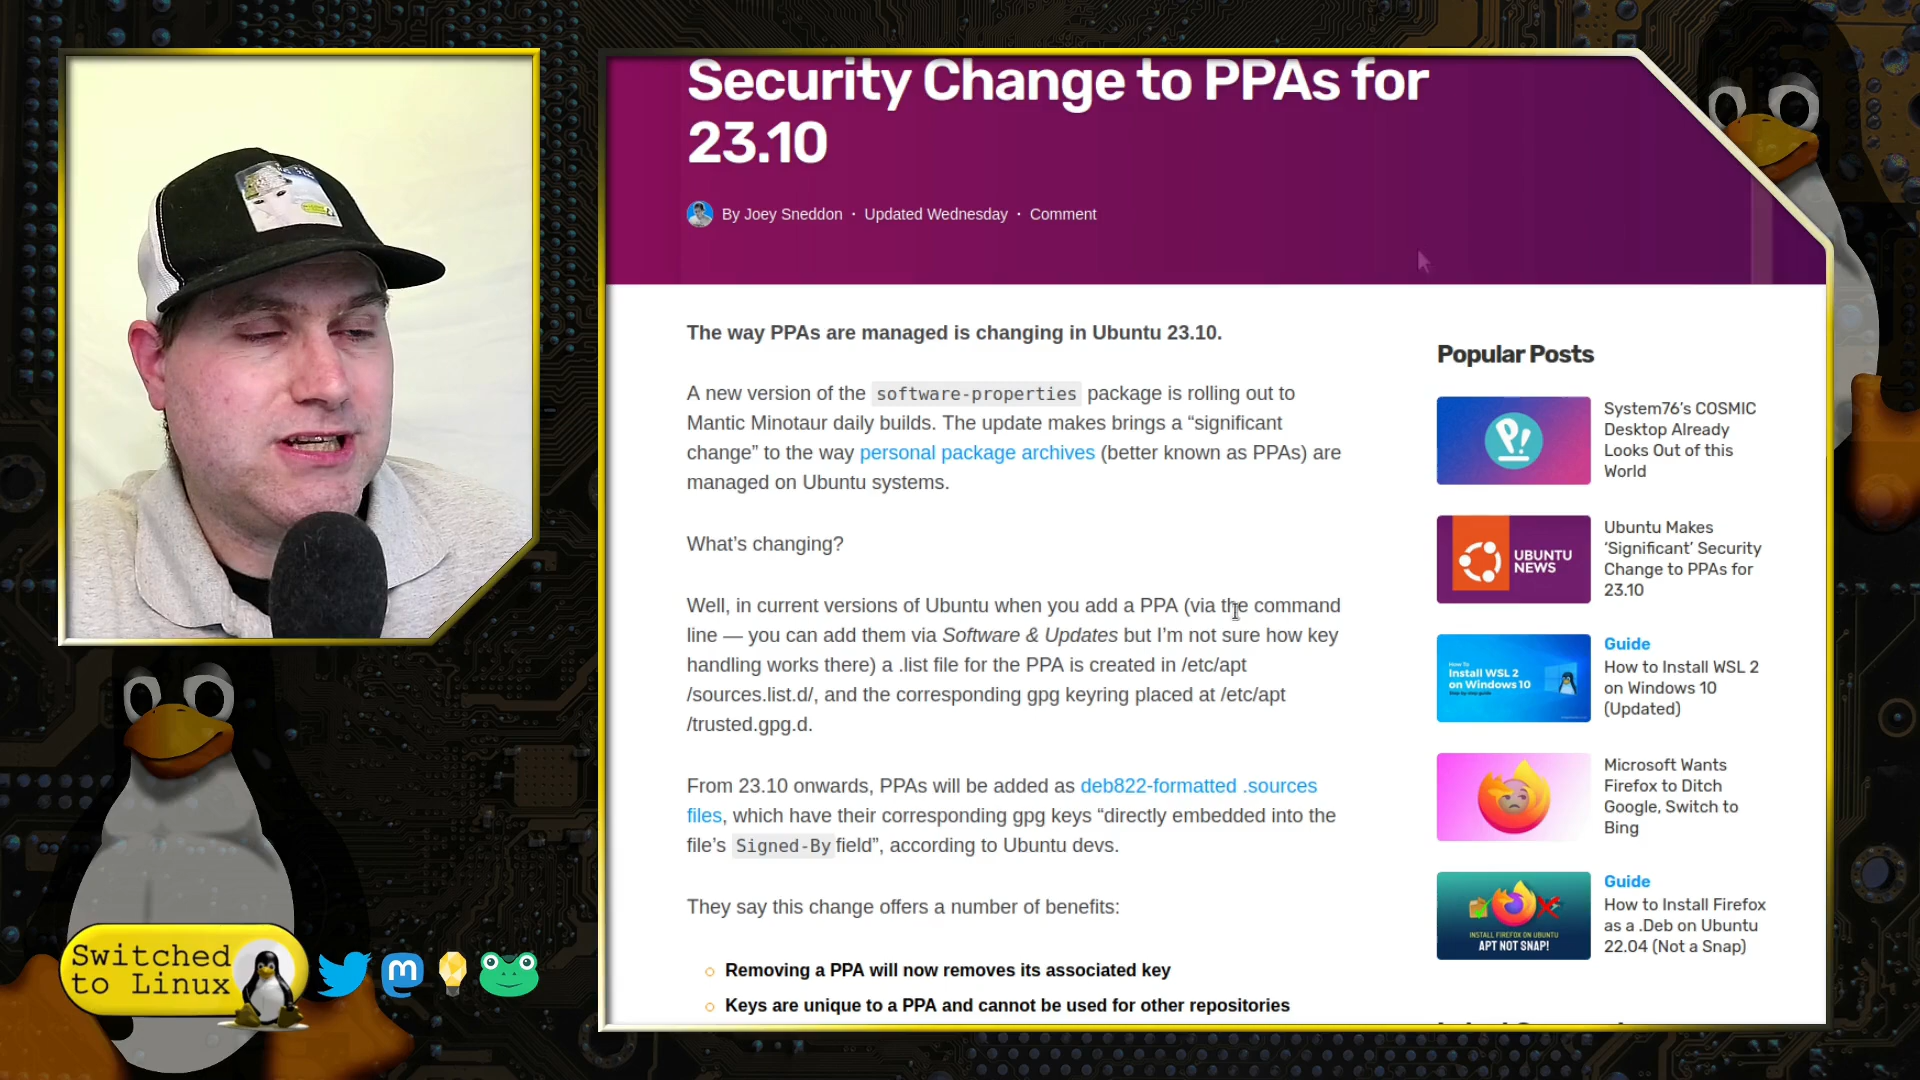 Security Change to PPAs for
23.10
By Joey Sneddon · Updated Wednesday · Comment
The way PPAs are managed is changing in Ubuntu 23.10.
A new version of the software-properties package is rolling out to
Mantic Minotaur daily builds. The update makes brings a “significant
change” to the way personal package archives (better known as PPAs) are
managed on Ubuntu systems.
What’s changing?
Well, in current versions of Ubuntu when you add a PPA (via the command
line — you can add them via Software & Updates but I’m not sure how key
handling works there) a .list file for the PPA is created in /etc/apt
/sources.list.d/, and the corresponding gpg keyring placed at /etc/apt
/trusted.gpg.d.
From 23.10 onwards, PPAs will be added as deb822-formatted .sources
files, which have their corresponding gpg keys “directly embedded into the
file’s Signed-By field”, according to Ubuntu devs.
They say this change offers a number of benefits:
Removing a PPA will now removes its associated key
Keys are unique to a PPA and cannot be used for other repositories
Popular Posts
P!
System76’s COSMIC
Desktop Already
Looks Out of this
World
UBUNTU
NEWS
Ubuntu Makes
‘Significant’ Security
Change to PPAs for
23.10
How To
Install WSL 2
on Windows 10
Guide
How to Install WSL 2
on Windows 10
(Updated)
Microsoft Wants
Firefox to Ditch
Google, Switch to
Bing
INSTALL FIREFOX ON UBUNTU
APT NOT SNAP!
Guide
How to Install Firefox
as a .Deb on Ubuntu
22.04 (Not a Snap)
Switched
to Linux
m